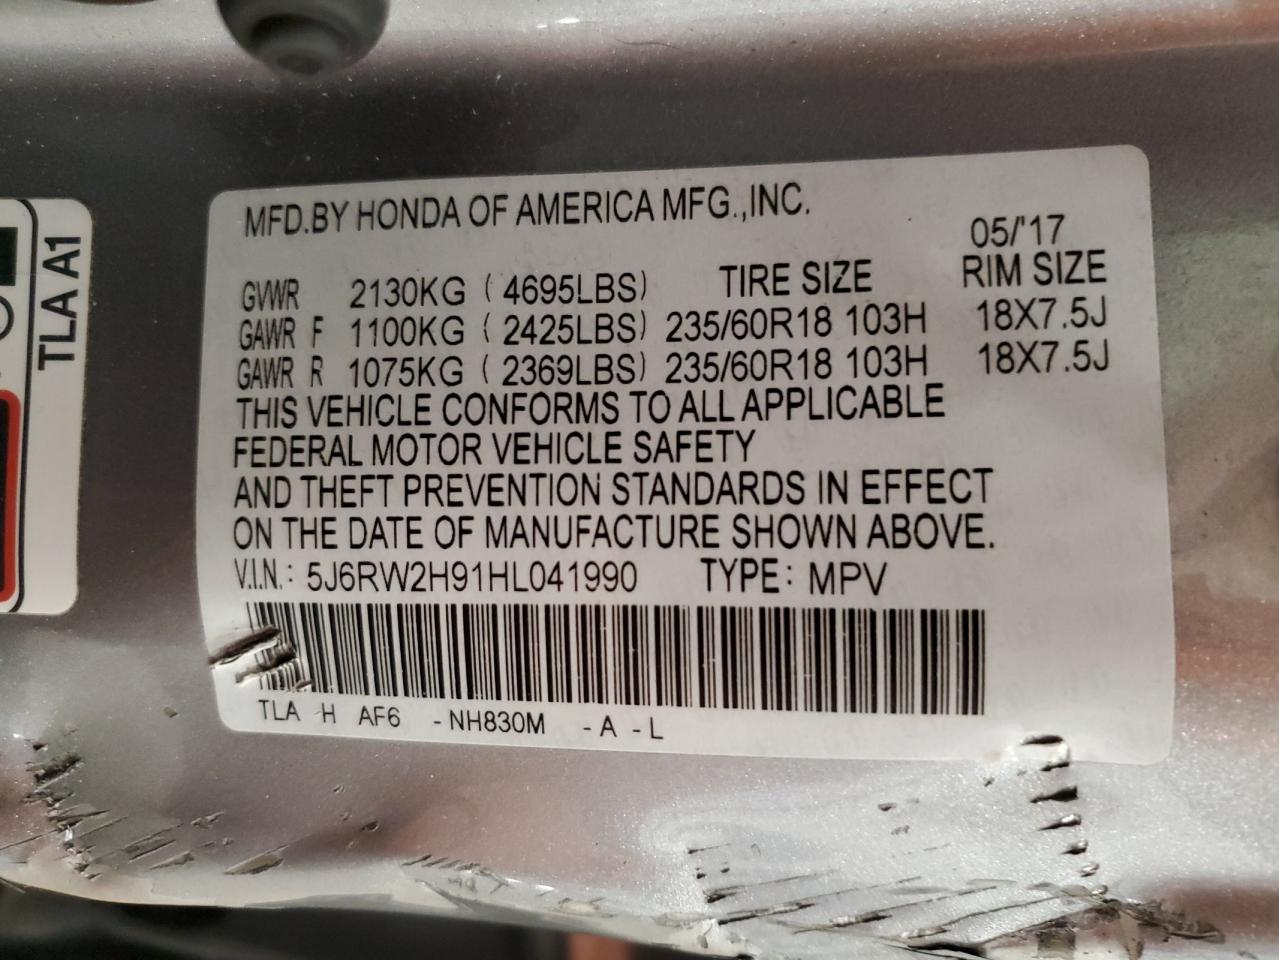 MFD.BY HONDA OF AMERICA MFG.,INC.
05/'17
GVWR 2130KG (4695LBS) TIRE SIZE RIM SIZE
GAWR F 1100KG (2425LBS) 235/60R18 103H 18X7.5J
GAWR R 1075KG (2369LBS) 235/60R18 103H 18X7.5J
THIS VEHICLE CONFORMS TO ALL APPLICABLE
FEDERAL MOTOR VEHICLE SAFETY
AND THEFT PREVENTION STANDARDS IN EFFECT
ON THE DATE OF MANUFACTURE SHOWN ABOVE.
V.I.N.: 5J6RW2H91HL041990 TYPE: MPV
TLA H AF6 -NH830M -A -L
TLA A1